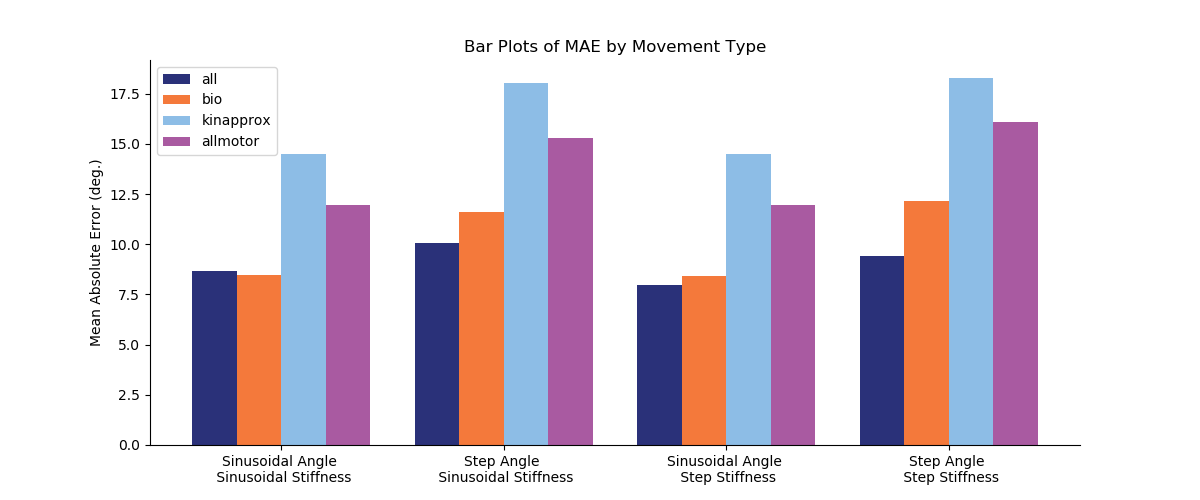 Bar Plots of MAE by Movement Type
all
bio
kinapprox
allmotor
Mean Absolute Error (deg.)
17.5
15.0
12.5
10.0
7.5
5.0
2.5
0.0
Sinusoidal Angle
Sinusoidal Stiffness
Step Angle
Sinusoidal Stiffness
Sinusoidal Angle
Step Stiffness
Step Angle
Step Stiffness